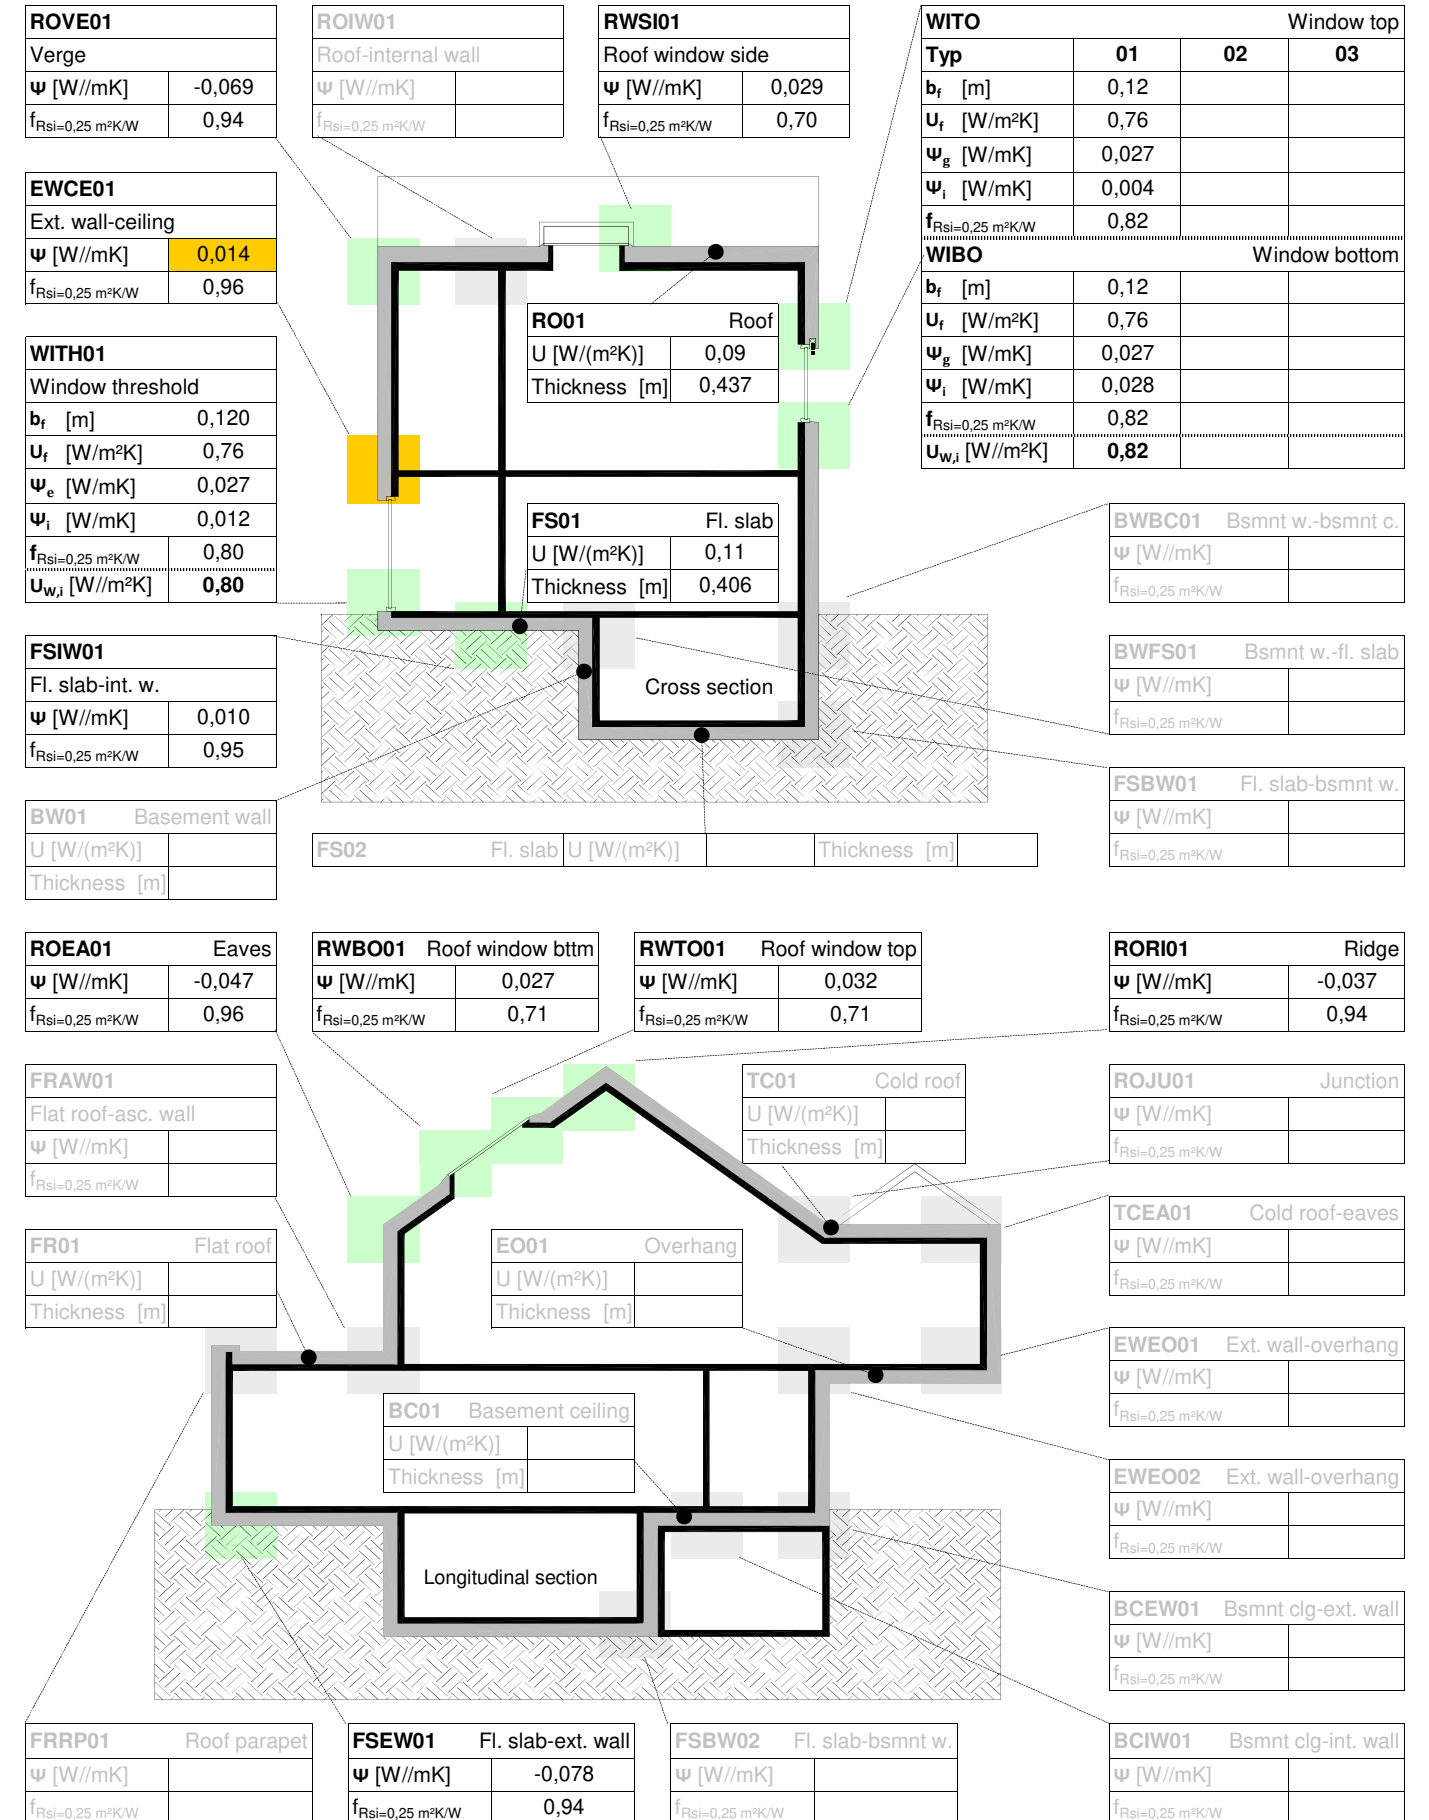 ROVE01
Verge
Ψ [W//mK] -0,069
fRsi=0,25 m²K/W 0,94
ROIW01
Roof-internal wall
Ψ [W//mK]
fRsi=0,25 m²K/W
RWSI01
Roof window side
Ψ [W//mK] 0,029
fRsi=0,25 m²K/W 0,70
WITO Window top
Typ 01 02 03
bf [m] 0,12
Uf [W/m²K] 0,76
Ψg [W/mK] 0,027
Ψi [W/mK] 0,004
fRsi=0,25 m²K/W 0,82
WIBO Window bottom
bf [m] 0,12
Uf [W/m²K] 0,76
Ψg [W/mK] 0,027
Ψi [W/mK] 0,028
fRsi=0,25 m²K/W 0,82
UW,i [W//m²K] 0,82
EWCE01
Ext. wall-ceiling
Ψ [W//mK] 0,014
fRsi=0,25 m²K/W 0,96
RO01 Roof
U [W/(m²K)] 0,09
Thickness [m] 0,437
WITH01
Window threshold
bf [m] 0,120
Uf [W/m²K] 0,76
Ψe [W/mK] 0,027
Ψi [W/mK] 0,012
fRsi=0,25 m²K/W 0,80
UW,i [W//m²K] 0,80
FS01 Fl. slab
U [W/(m²K)] 0,11
Thickness [m] 0,406
BWBC01 Bsmnt w.-bsmnt c.
Ψ [W//mK]
fRsi=0,25 m²K/W
FSIW01
Fl. slab-int. w.
Ψ [W//mK] 0,010
fRsi=0,25 m²K/W 0,95
Cross section
BWFS01 Bsmnt w.-fl. slab
Ψ [W//mK]
fRsi=0,25 m²K/W
FSBW01 Fl. slab-bsmnt w.
Ψ [W//mK]
fRsi=0,25 m²K/W
BW01 Basement wall
U [W/(m²K)]
Thickness [m]
FS02 Fl. slab U [W/(m²K)] Thickness [m]
ROEA01 Eaves
Ψ [W//mK] -0,047
fRsi=0,25 m²K/W 0,96
RWBO01 Roof window bttm
Ψ [W//mK] 0,027
fRsi=0,25 m²K/W 0,71
RWTO01 Roof window top
Ψ [W//mK] 0,032
fRsi=0,25 m²K/W 0,71
RORI01 Ridge
Ψ [W//mK] -0,037
fRsi=0,25 m²K/W 0,94
FRAW01
Flat roof-asc. wall
Ψ [W//mK]
fRsi=0,25 m²K/W
TC01 Cold roof
U [W/(m²K)]
Thickness [m]
ROJU01 Junction
Ψ [W//mK]
fRsi=0,25 m²K/W
TCEA01 Cold roof-eaves
Ψ [W//mK]
fRsi=0,25 m²K/W
FR01 Flat roof
U [W/(m²K)]
Thickness [m]
EO01 Overhang
U [W/(m²K)]
Thickness [m]
EWEO01 Ext. wall-overhang
Ψ [W//mK]
fRsi=0,25 m²K/W
BC01 Basement ceiling
U [W/(m²K)]
Thickness [m]
EWEO02 Ext. wall-overhang
Ψ [W//mK]
fRsi=0,25 m²K/W
Longitudinal section
BCEW01 Bsmnt clg-ext. wall
Ψ [W//mK]
fRsi=0,25 m²K/W
FRRP01 Roof parapet
Ψ [W//mK]
fRsi=0,25 m²K/W
FSEW01 Fl. slab-ext. wall
Ψ [W//mK] -0,078
fRsi=0,25 m²K/W 0,94
FSBW02 Fl. slab-bsmnt w.
Ψ [W//mK]
fRsi=0,25 m²K/W
BCIW01 Bsmnt clg-int. wall
Ψ [W//mK]
fRsi=0,25 m²K/W